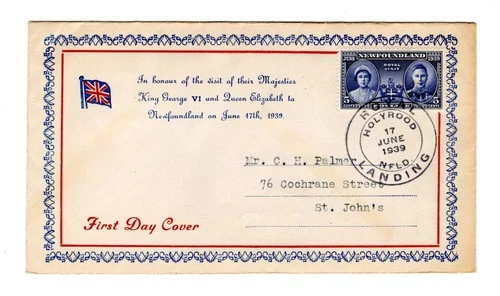 In honour of the visit of their Majesties
King George VI and Queen Elizabeth to
Newfoundland on June 17th, 1939.
JUNE NEWFOUNDLAND 1939
ROYAL VISIT
5 5
HOLYROOD
17
JUNE
1939
NFLD.
LANDING
Mr. C. H. Palmer
76 Cochrane Street
St. John's
First Day Cover